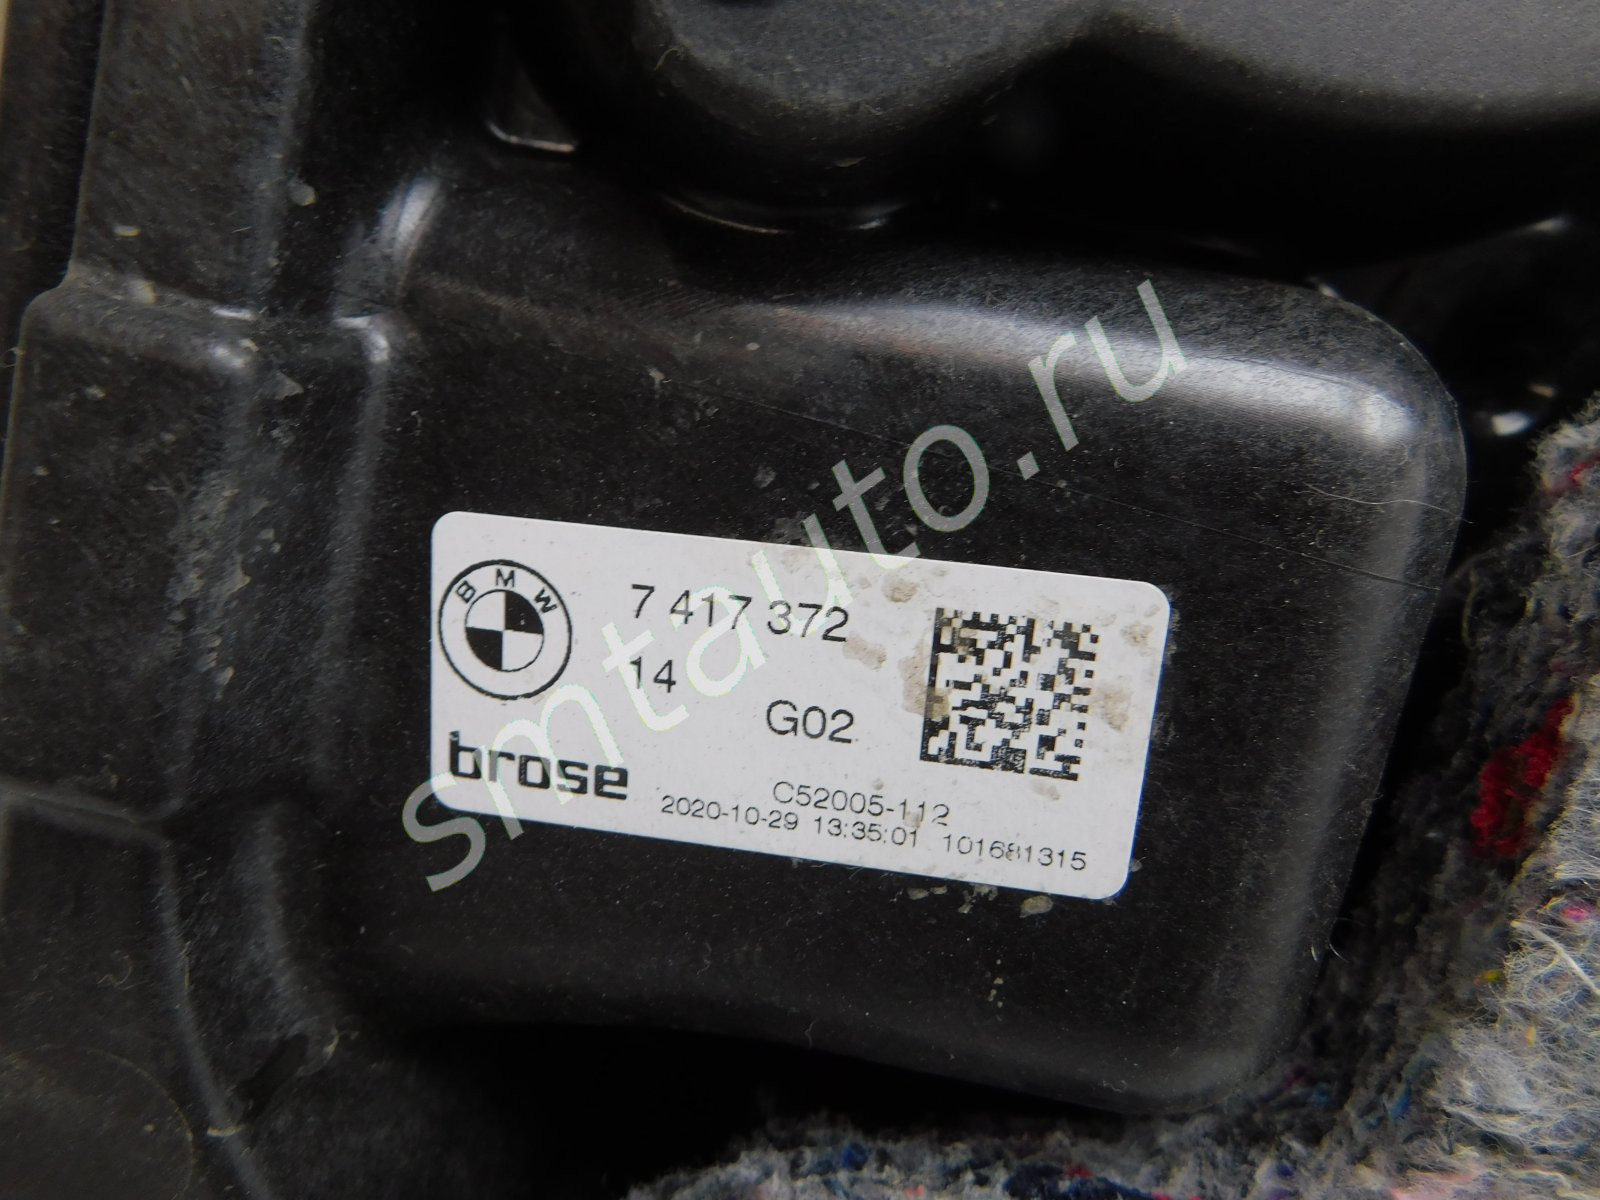 BMW
7 417 372
14
G02
brose
C52005-112
2020-10-29 13:35:01 101681315
smtauto.ru